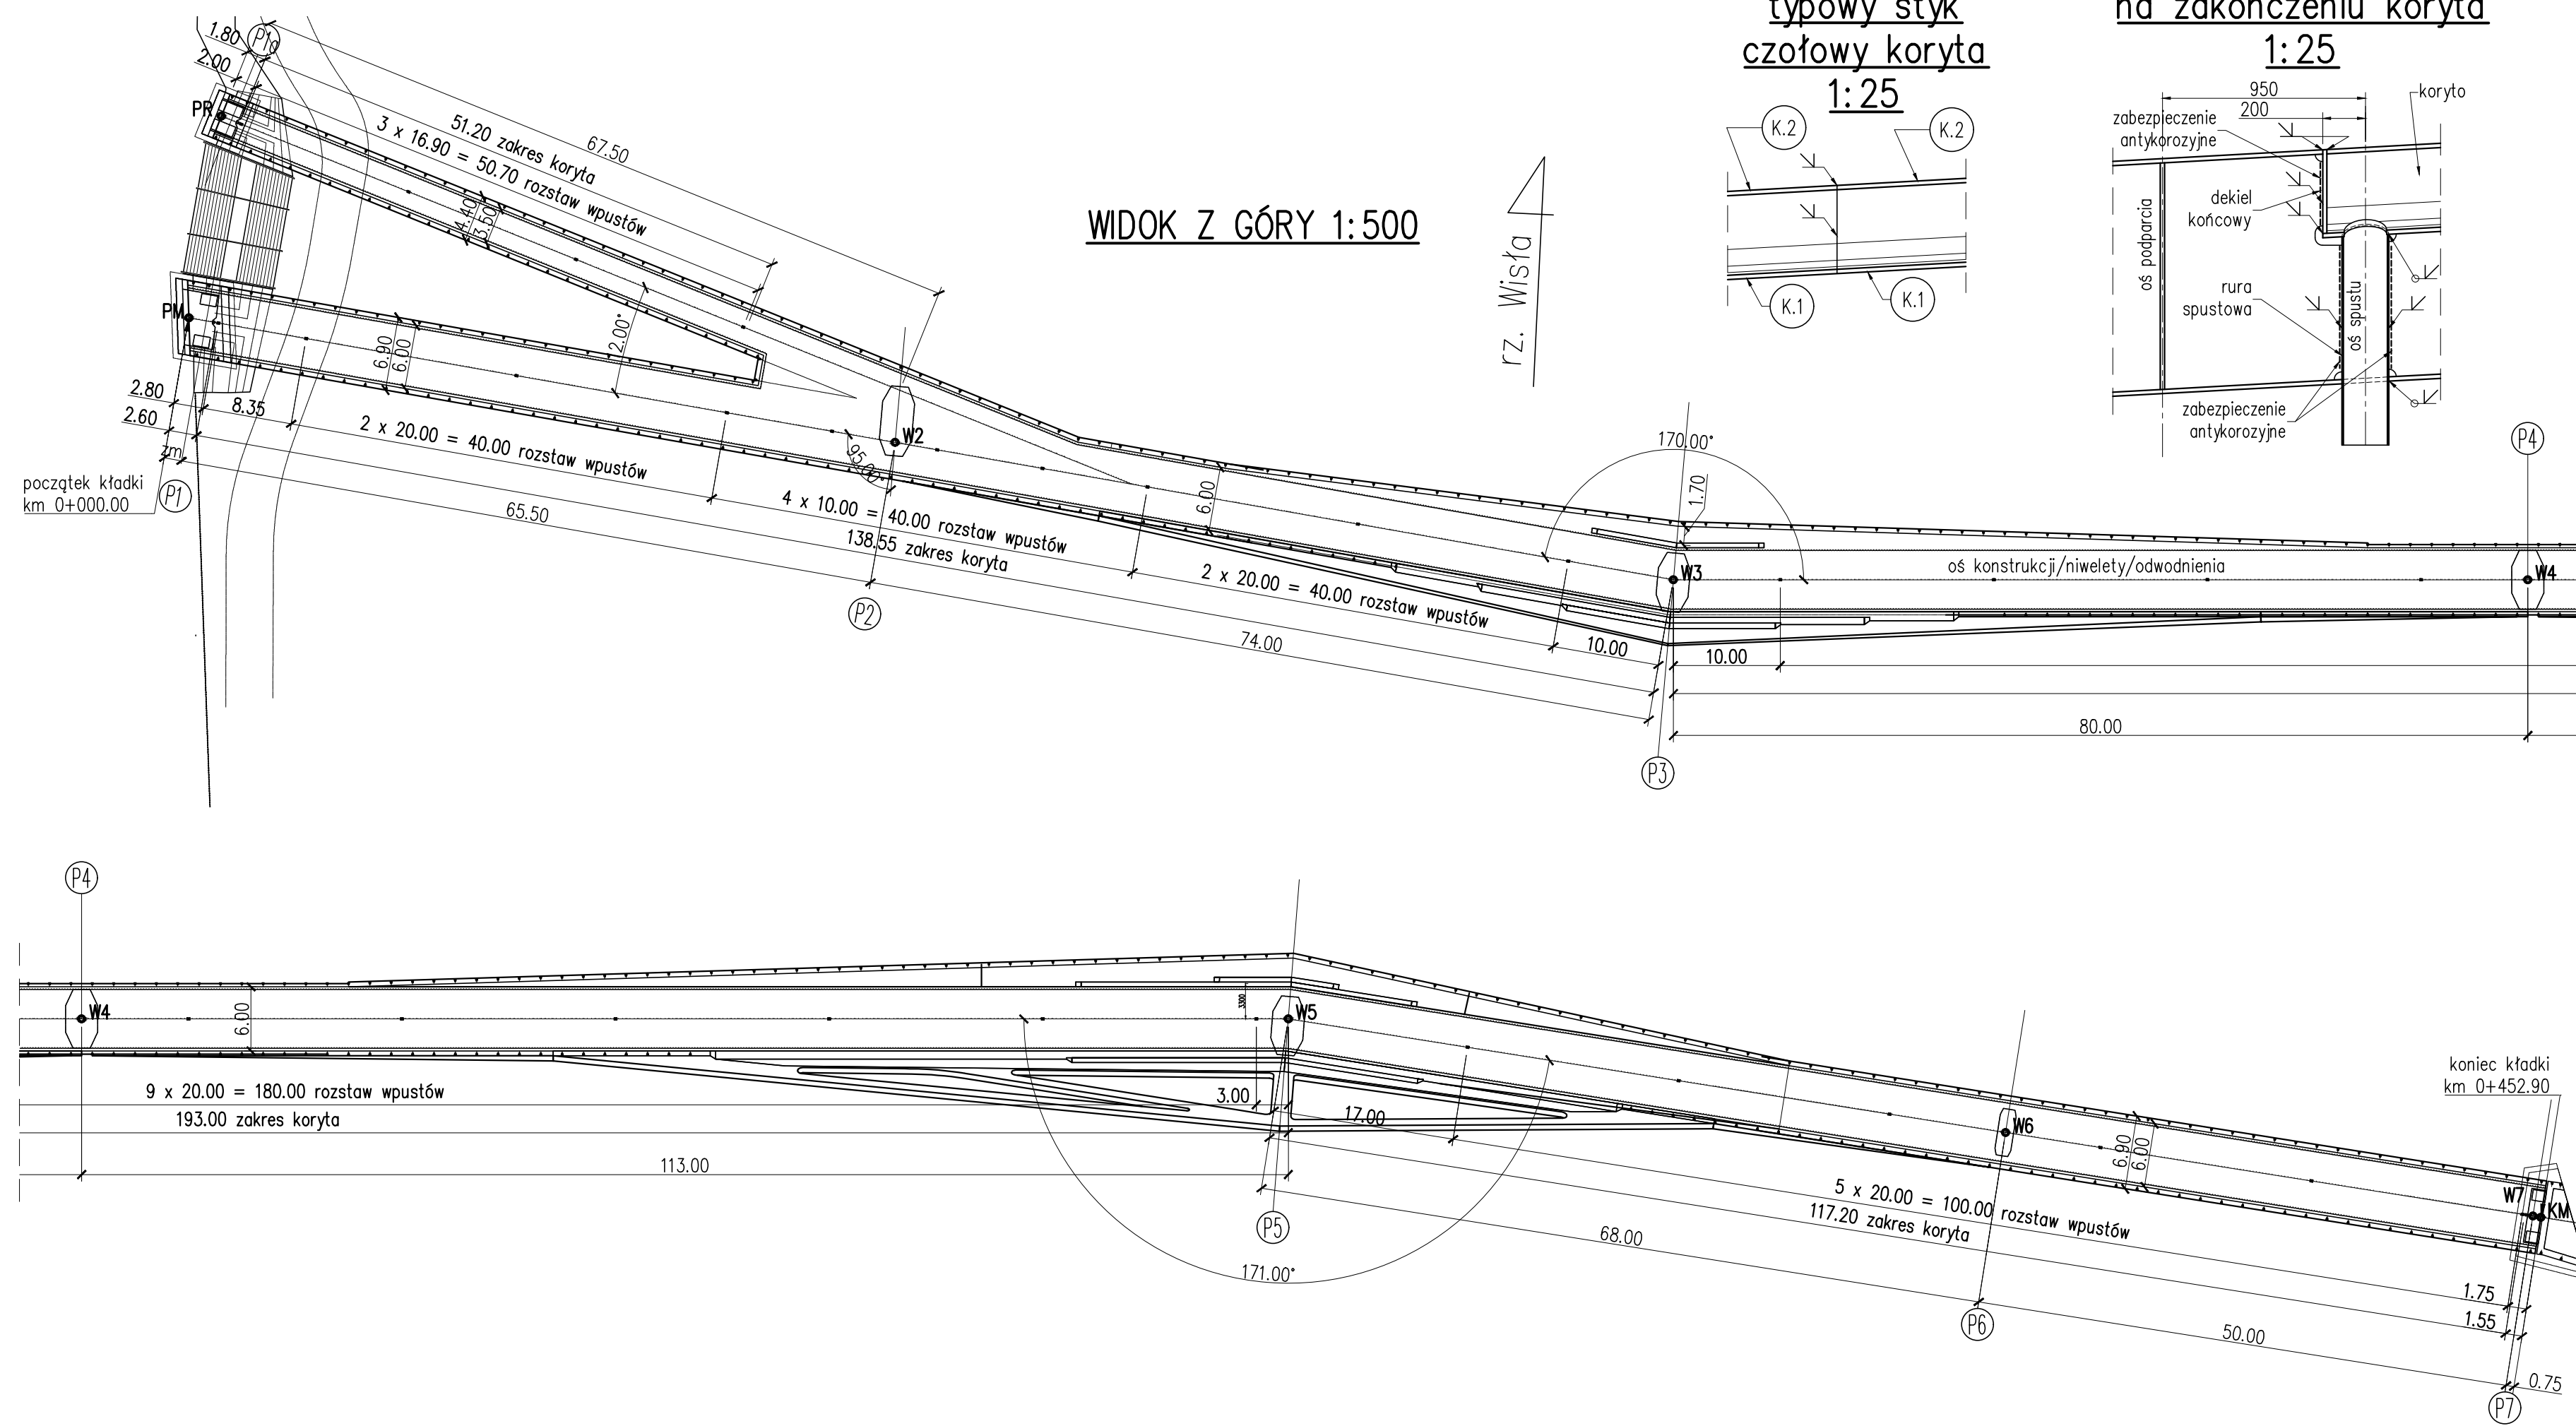 typowy styk
czołowy koryta
1:25
na zakończeniu koryta
1:25
WIDOK Z GÓRY 1:500
rz. Wisła
P10
1.80
2.00
PR
67.50
51.20 zakres koryta
3 x 16.90 = 50.70 rozstaw wpustów
4.40
3.50
PM
6.90
6.00
2.00°
2.80
2.60
8.35
zm
początek kładki
km 0+000.00
P1
2 x 20.00 = 40.00 rozstaw wpustów
65.50
4 x 10.00 = 40.00 rozstaw wpustów
138.55 zakres koryta
2 x 20.00 = 40.00 rozstaw wpustów
74.00
10.00
W2
95.00°
P2
6.00
170.00°
1.70
W3
P3
10.00
oś konstrukcji/niwelety/odwodnienia
80.00
P4
W4
K.2
K.2
K.1
K.1
950
200
koryto
zabezpieczenie
antykorozyjne
dekiel
końcowy
oś podparcia
rura
spustowa
oś spustu
zabezpieczenie
antykorozyjne
P4
W4
6.00
9 x 20.00 = 180.00 rozstaw wpustów
193.00 zakres koryta
113.00
3300
W5
3.00
17.00
P5
171.00°
5 x 20.00 = 100.00 rozstaw wpustów
117.20 zakres koryta
68.00
W6
P6
6.90
6.00
koniec kładki
km 0+452.90
W7
KM
1.75
1.55
50.00
0.75
P7